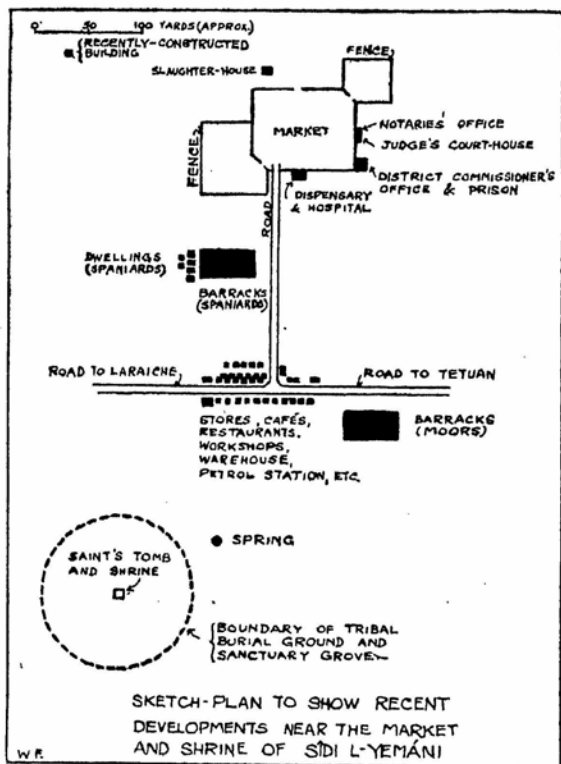 0 50 100 YARDS (APPROX.)
RECENTLY-CONSTRUCTED
BUILDING
SLAUGHTER-HOUSE
FENCE
MARKET
NOTARIES' OFFICE
JUDGE'S COURT-HOUSE
DISTRICT COMMISSIONER'S
OFFICE & PRISON
FENCE
DISPENSARY
& HOSPITAL
ROAD
DWELLINGS
(SPANIARDS)
BARRACKS
(SPANIARDS)
ROAD TO LARAICHE
ROAD TO TETUAN
STORES, CAFÉS,
RESTAURANTS,
WORKSHOPS,
WAREHOUSE,
PETROL STATION, ETC.
BARRACKS
(MOORS)
SPRING
SAINT'S TOMB
AND SHRINE
BOUNDARY OF TRIBAL
BURIAL GROUND AND
SANCTUARY GROVE
SKETCH-PLAN TO SHOW RECENT
DEVELOPMENTS NEAR THE MARKET
AND SHRINE OF SÎDI L-YEMÁNI
W F.